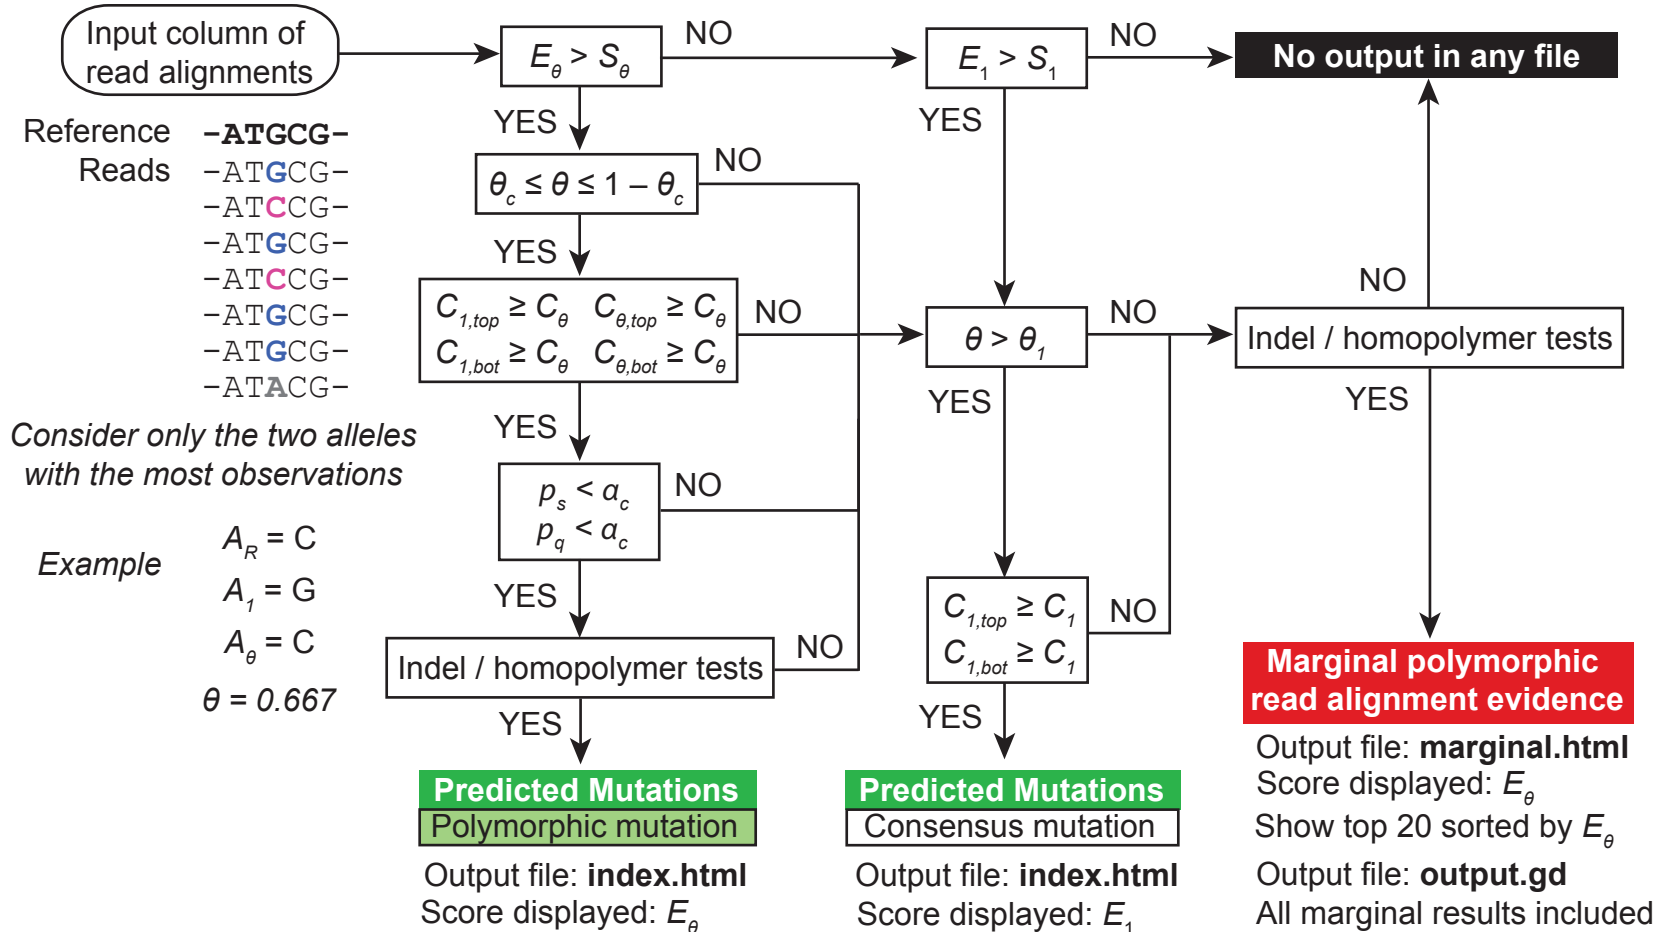 Input column of
read alignments
E_θ > S_θ
NO
E_1 > S_1
NO
No output in any file
YES
YES
Reference -ATGCG-
Reads -ATGCG-
-ATCCG-
-ATGCG-
-ATCCG-
-ATGCG-
-ATGCG-
-ATACG-
Consider only the two alleles
with the most observations
Example
A_R = C
A_1 = G
A_θ = C
θ = 0.667
θ_c ≤ θ ≤ 1 – θ_c
NO
YES
C_1,top ≥ C_θ C_θ,top ≥ C_θ
C_1,bot ≥ C_θ C_θ,bot ≥ C_θ
NO
YES
p_s < α_c
p_q < α_c
NO
YES
Indel / homopolymer tests
NO
YES
Predicted Mutations
Polymorphic mutation
Output file: index.html
Score displayed: E_θ
θ > θ_1
NO
YES
C_1,top ≥ C_1
C_1,bot ≥ C_1
NO
YES
Predicted Mutations
Consensus mutation
Output file: index.html
Score displayed: E_1
NO
Indel / homopolymer tests
YES
Marginal polymorphic
read alignment evidence
Output file: marginal.html
Score displayed: E_θ
Show top 20 sorted by E_θ
Output file: output.gd
All marginal results included